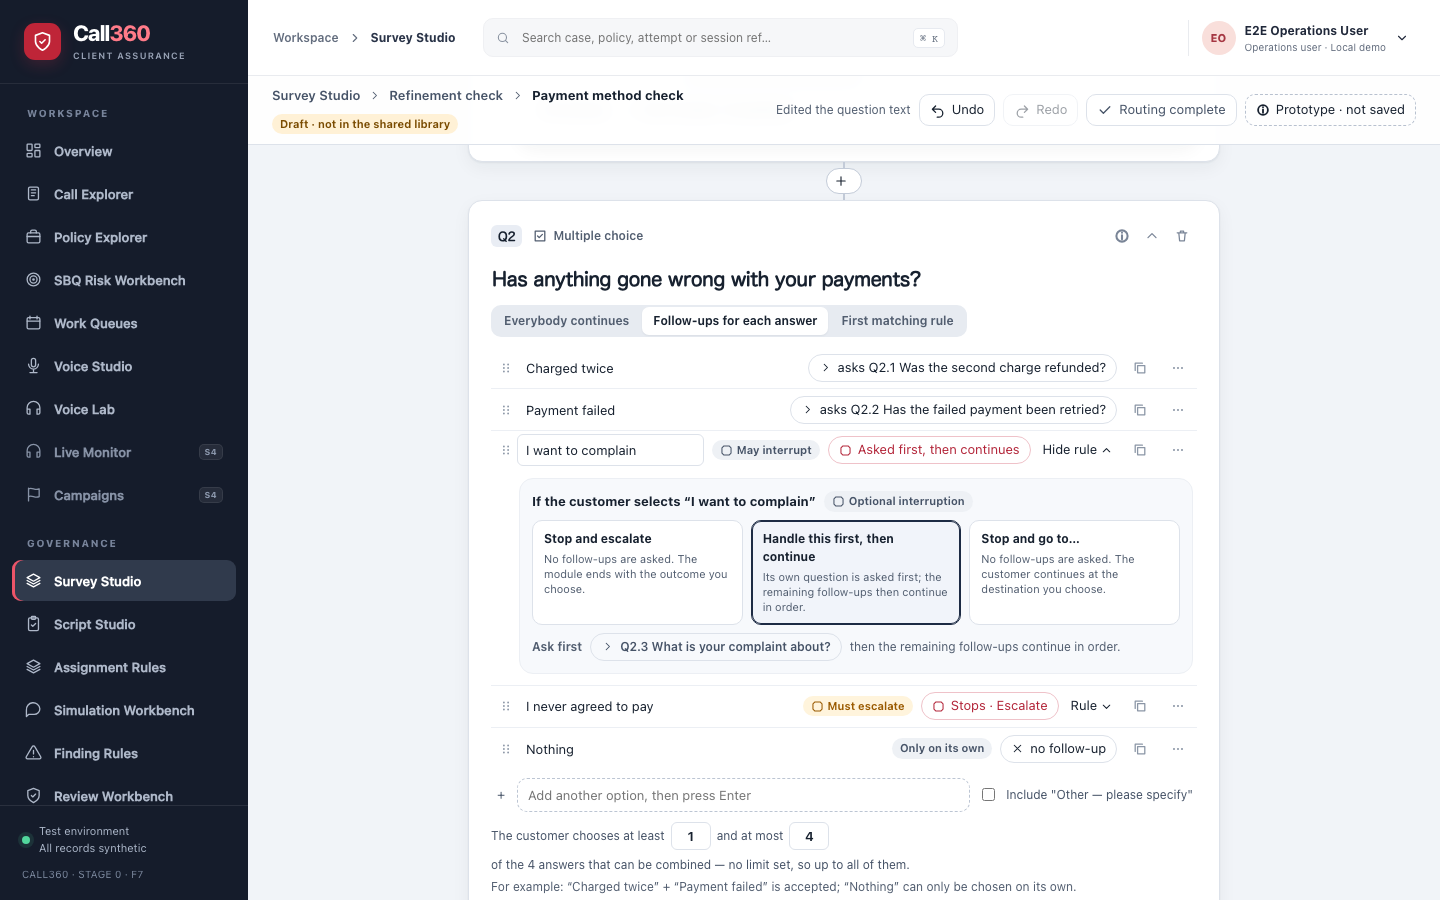 Call360
CLIENT ASSURANCE
WORKSPACE
Overview
Call Explorer
Policy Explorer
SBQ Risk Workbench
Work Queues
Voice Studio
Voice Lab
Live Monitor S4
Campaigns S4
GOVERNANCE
Survey Studio
Script Studio
Assignment Rules
Simulation Workbench
Finding Rules
Review Workbench
Test environment
All records synthetic
CALL360 · STAGE 0 · F7
Workspace > Survey Studio
Search case, policy, attempt or session ref... ⌘ K
EO
E2E Operations User
Operations user · Local demo
Survey Studio > Refinement check > Payment method check
Draft · not in the shared library
Edited the question text
Undo
Redo
Routing complete
Prototype · not saved
+
Q2 Multiple choice
Has anything gone wrong with your payments?
Everybody continues Follow-ups for each answer First matching rule
Charged twice asks Q2.1 Was the second charge refunded?
Payment failed asks Q2.2 Has the failed payment been retried?
I want to complain May interrupt Asked first, then continues Hide rule
If the customer selects “I want to complain” Optional interruption
Stop and escalate
No follow-ups are asked. The
module ends with the outcome you
choose.
Handle this first, then
continue
Its own question is asked first; the
remaining follow-ups then continue
in order.
Stop and go to...
No follow-ups are asked. The
customer continues at the
destination you choose.
Ask first Q2.3 What is your complaint about? then the remaining follow-ups continue in order.
I never agreed to pay Must escalate Stops · Escalate Rule
Nothing Only on its own × no follow-up
+ Add another option, then press Enter Include "Other — please specify"
The customer chooses at least 1 and at most 4
of the 4 answers that can be combined — no limit set, so up to all of them.
For example: “Charged twice” + “Payment failed” is accepted; “Nothing” can only be chosen on its own.